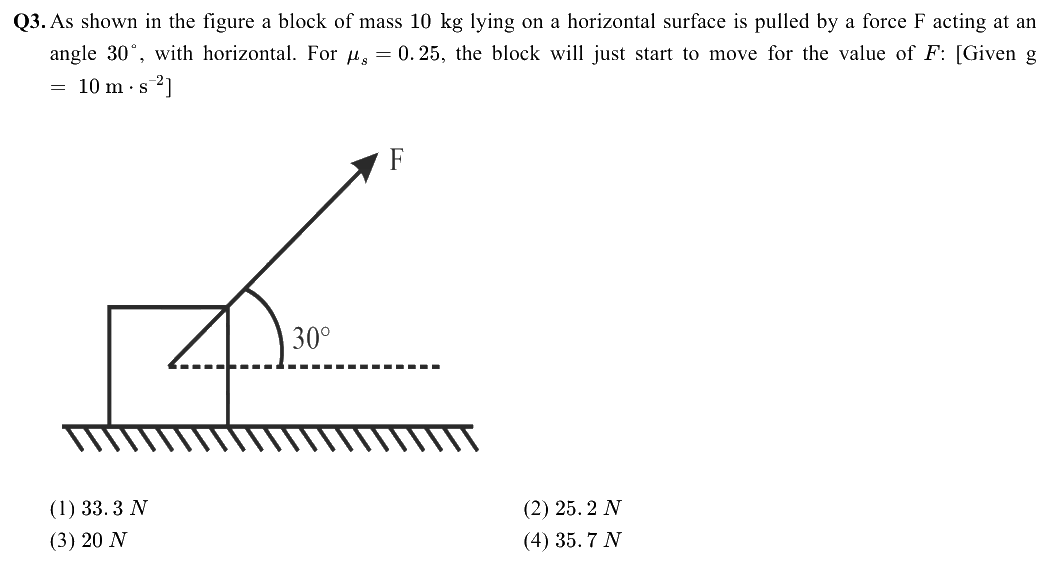 Q3. As shown in the figure a block of mass 10 kg lying on a horizontal surface is pulled by a force F acting at an
angle 30°, with horizontal. For μₛ = 0.25, the block will just start to move for the value of F: [Given g
= 10 m · s⁻²]
F
30°
(1) 33.3 N
(2) 25.2 N
(3) 20 N
(4) 35.7 N